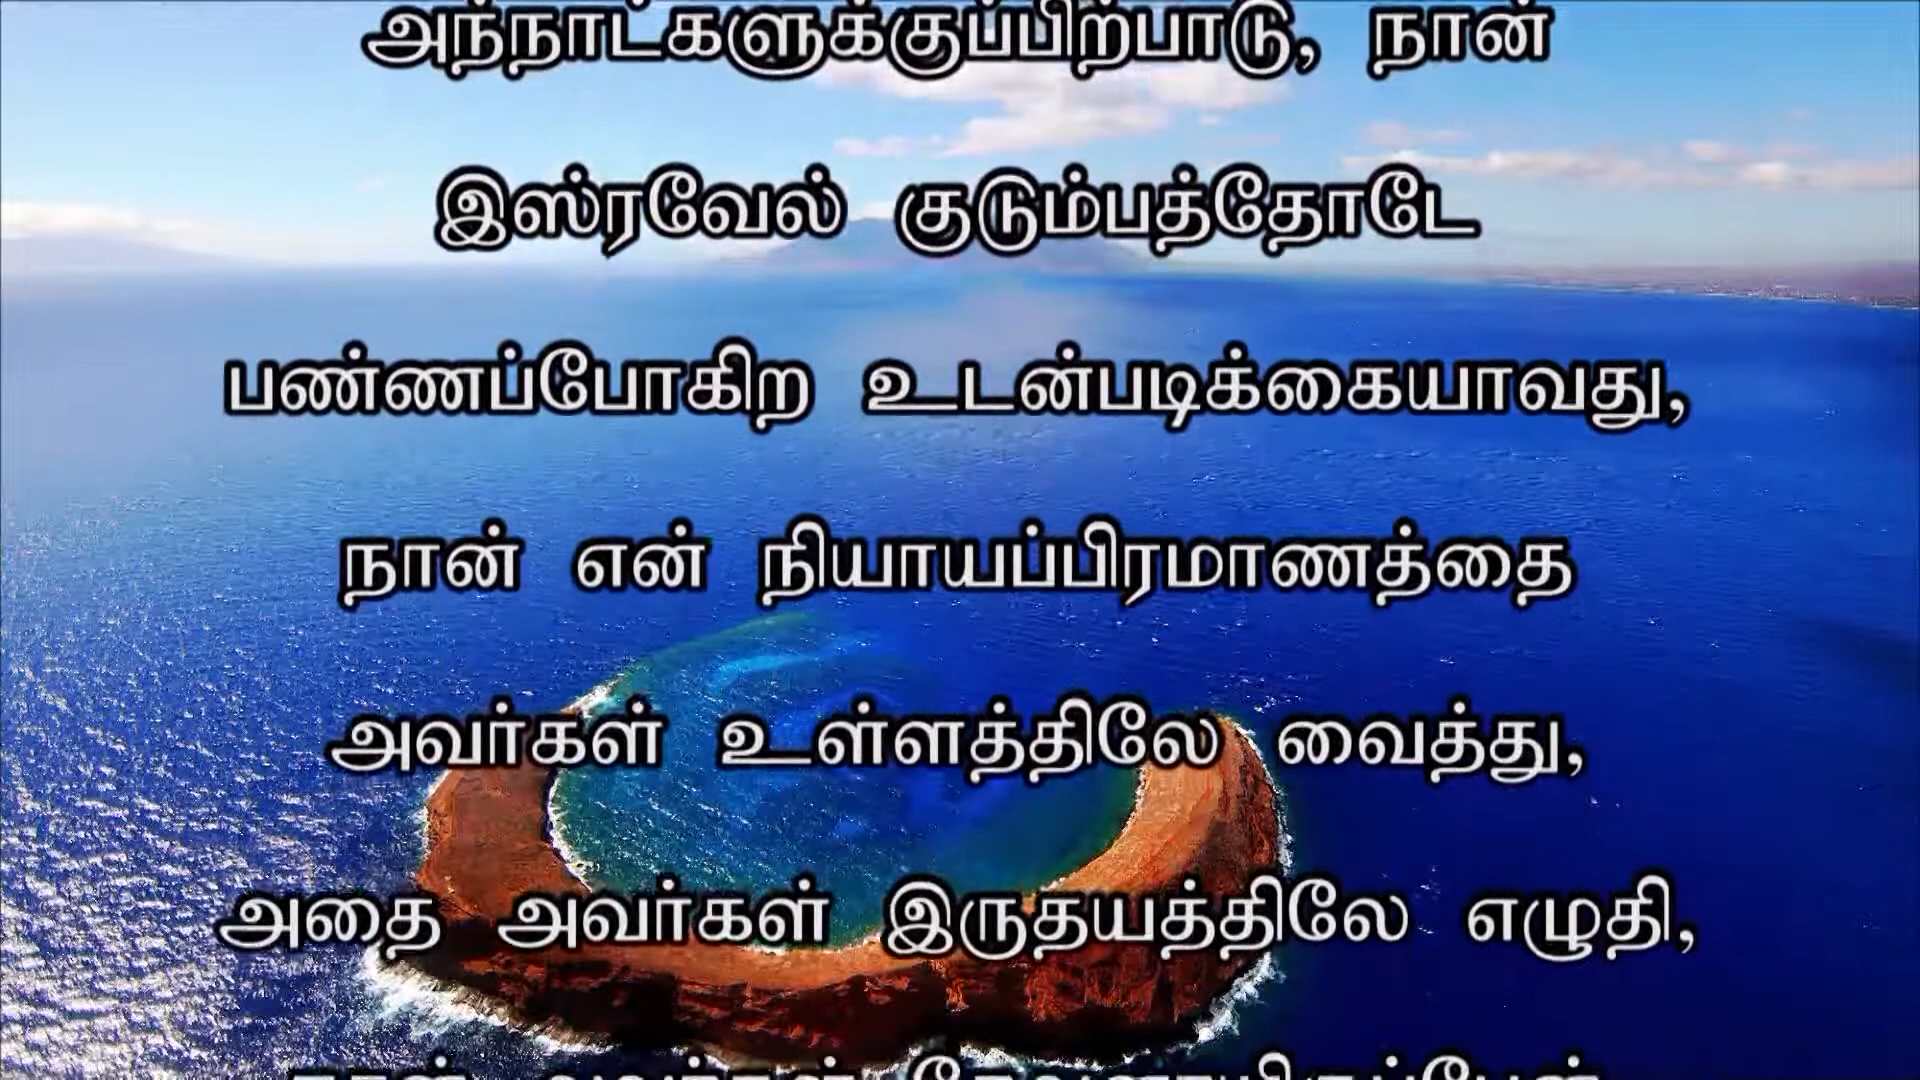 அந்நாட்களுக்குப்பிற்பாடு, நான்
இஸ்ரவேல் குடும்பத்தோடே
பண்ணப்போகிற உடன்படிக்கையாவது,
நான் என் நியாயப்பிரமாணத்தை
அவர்கள் உள்ளத்திலே வைத்து,
அதை அவர்கள் இருதயத்திலே எழுதி,